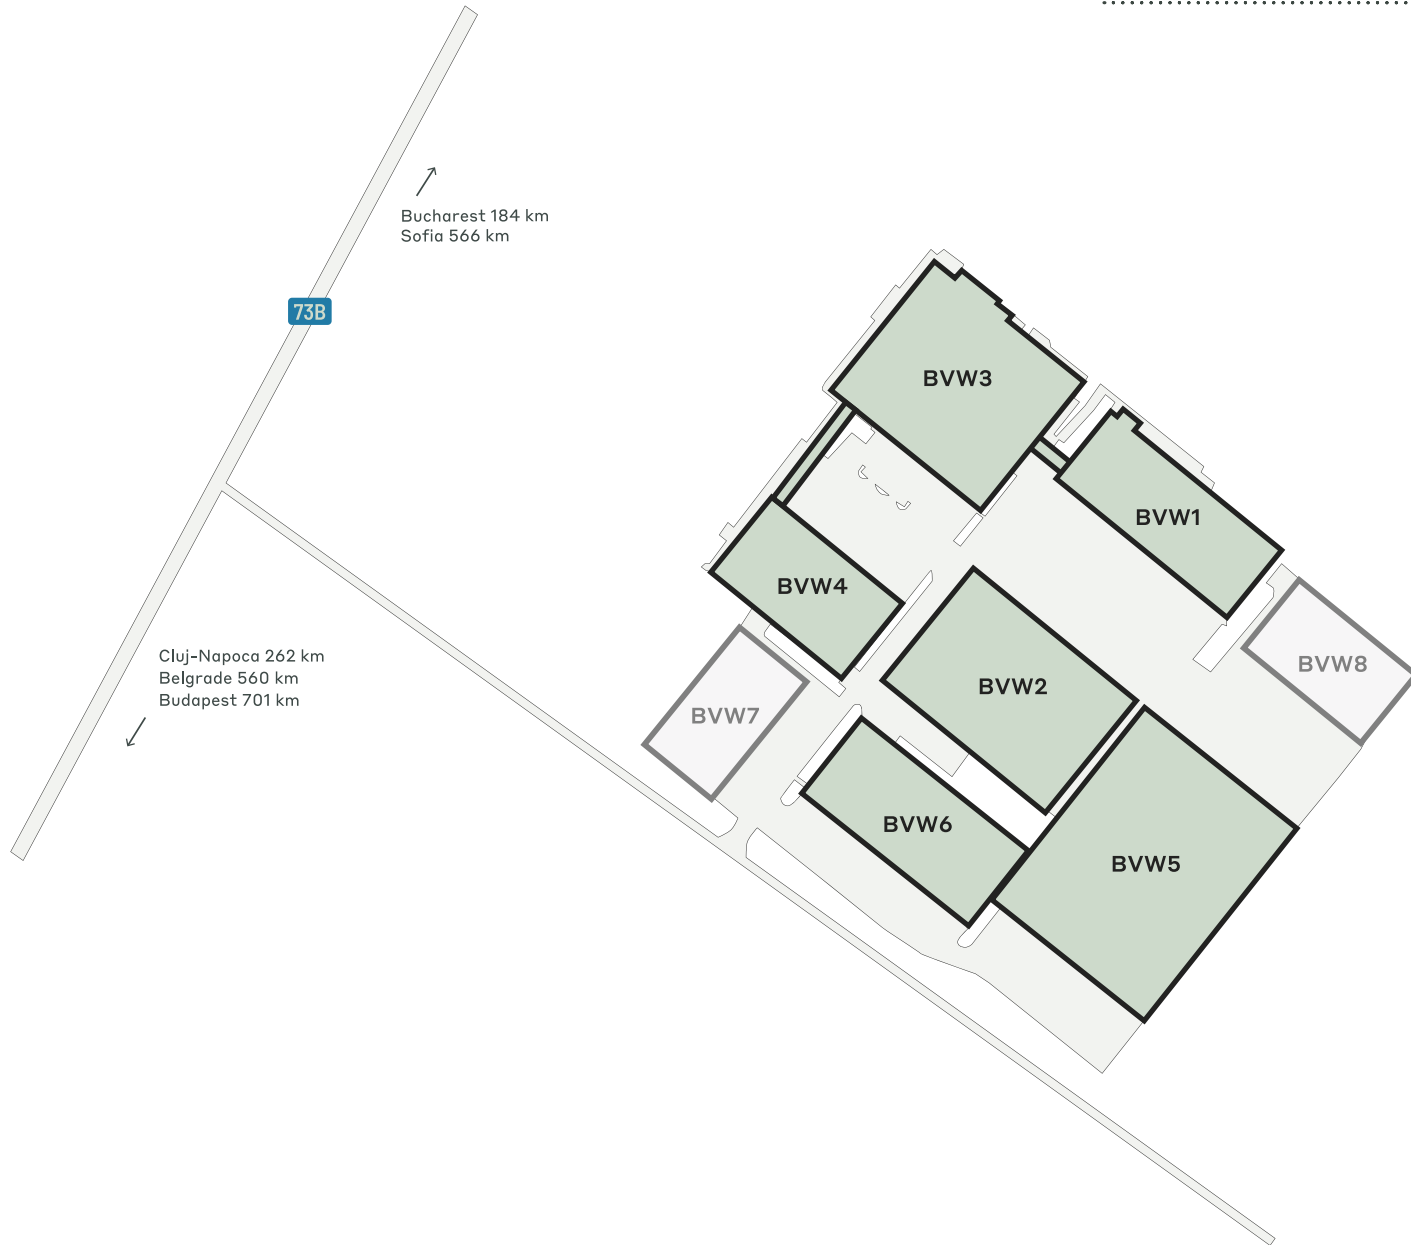 Bucharest 184 km
Sofia 566 km
73B
BVW3
BVW1
BVW4
BVW8
BVW2
BVW7
BVW6
BVW5
Cluj-Napoca 262 km
Belgrade 560 km
Budapest 701 km